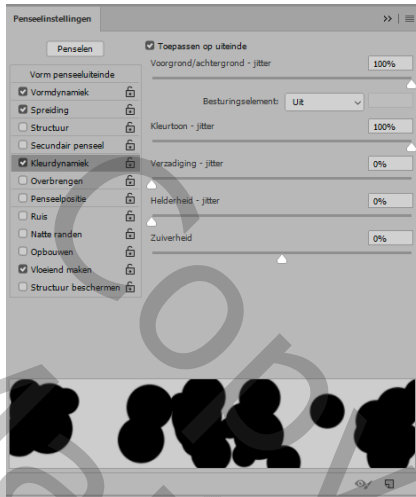 Penseelinstellingen
Penselen
Toepassen op uiteinde
Voorgrond/achtergrond - jitter 100%
Vorm penseeluiteinde
Vormdynamiek
Besturingselement: Uit
Spreiding
Structuur
Kleurtoon - jitter 100%
Secundair penseel
Kleurdynamiek
Verzadiging - jitter 0%
Overbrengen
Penseelpositie
Helderheid - jitter 0%
Ruis
Natte randen
Zuiverheid 0%
Opbouwen
Vloeiend maken
Structuur beschermen